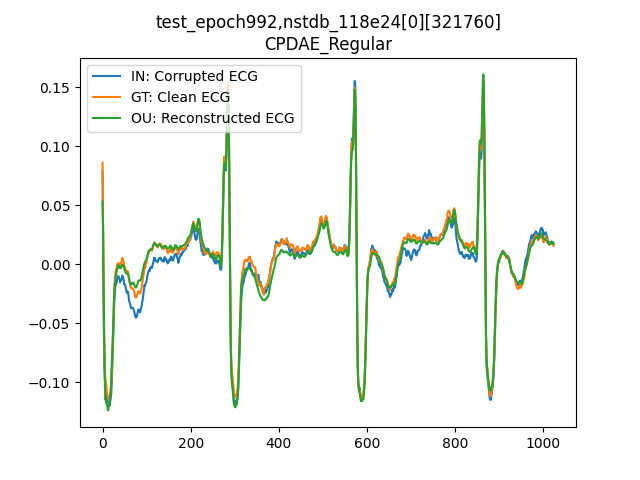 test_epoch992,nstdb_118e24[0][321760]
CPDAE_Regular
IN: Corrupted ECG
GT: Clean ECG
OU: Reconstructed ECG
0.15
0.10
0.05
0.00
−0.05
−0.10
0
200
400
600
800
1000